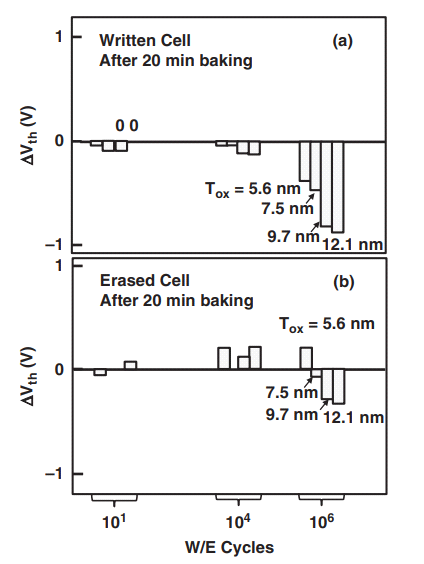 1
Written Cell
(a)
After 20 min baking
ΔVth (V)
0 0
0
Tox = 5.6 nm
7.5 nm
9.7 nm
12.1 nm
−1
1
Erased Cell
(b)
After 20 min baking
Tox = 5.6 nm
ΔVth (V)
0
7.5 nm
9.7 nm
12.1 nm
−1
10¹
10⁴
10⁶
W/E Cycles